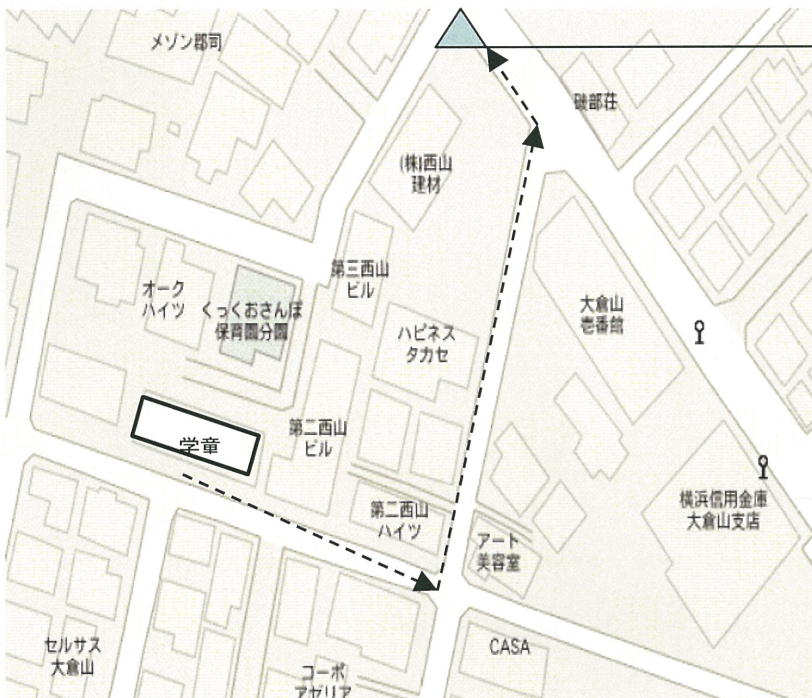 メゾン郡司
磯部荘
(株)西山
建材
第三西山
ビル
オーク
ハイツ
くっくおさんぽ
保育園分園
大倉山
壱番館
ハピネス
タカセ
学童
第二西山
ビル
横浜信用金庫
大倉山支店
第二西山
ハイツ
アート
美容室
セルサス
大倉山
コーポ
アゼリア
CASA